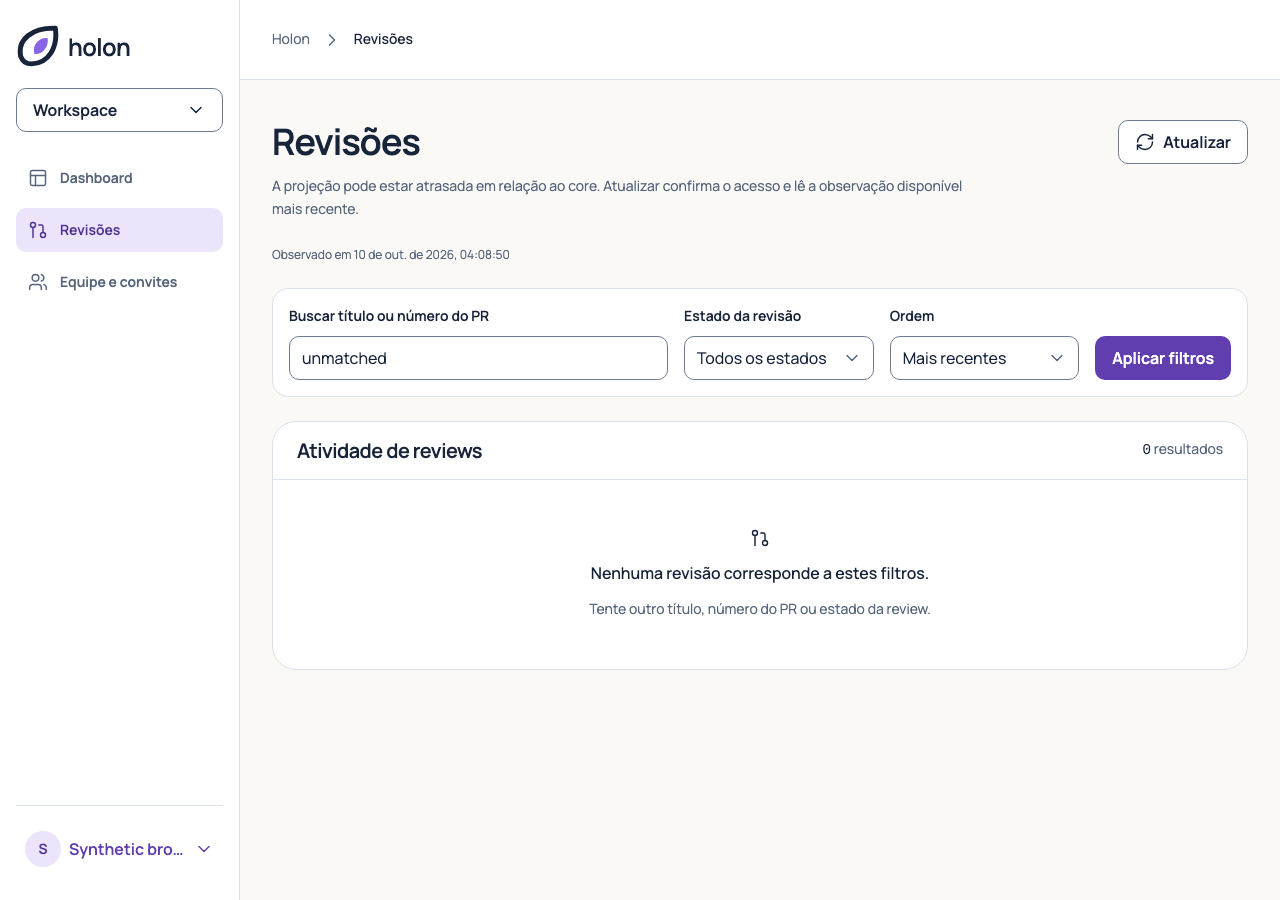 holon
Workspace
Dashboard
Revisões
Equipe e convites
Synthetic bro...
S
Holon
Revisões
Revisões
Atualizar
A projeção pode estar atrasada em relação ao core. Atualizar confirma o acesso e lê a observação disponível
mais recente.
Observado em 10 de out. de 2026, 04:08:50
Buscar título ou número do PR
Estado da revisão
Ordem
unmatched
Todos os estados
Mais recentes
Aplicar filtros
Atividade de reviews
0 resultados
Nenhuma revisão corresponde a estes filtros.
Tente outro título, número do PR ou estado da review.